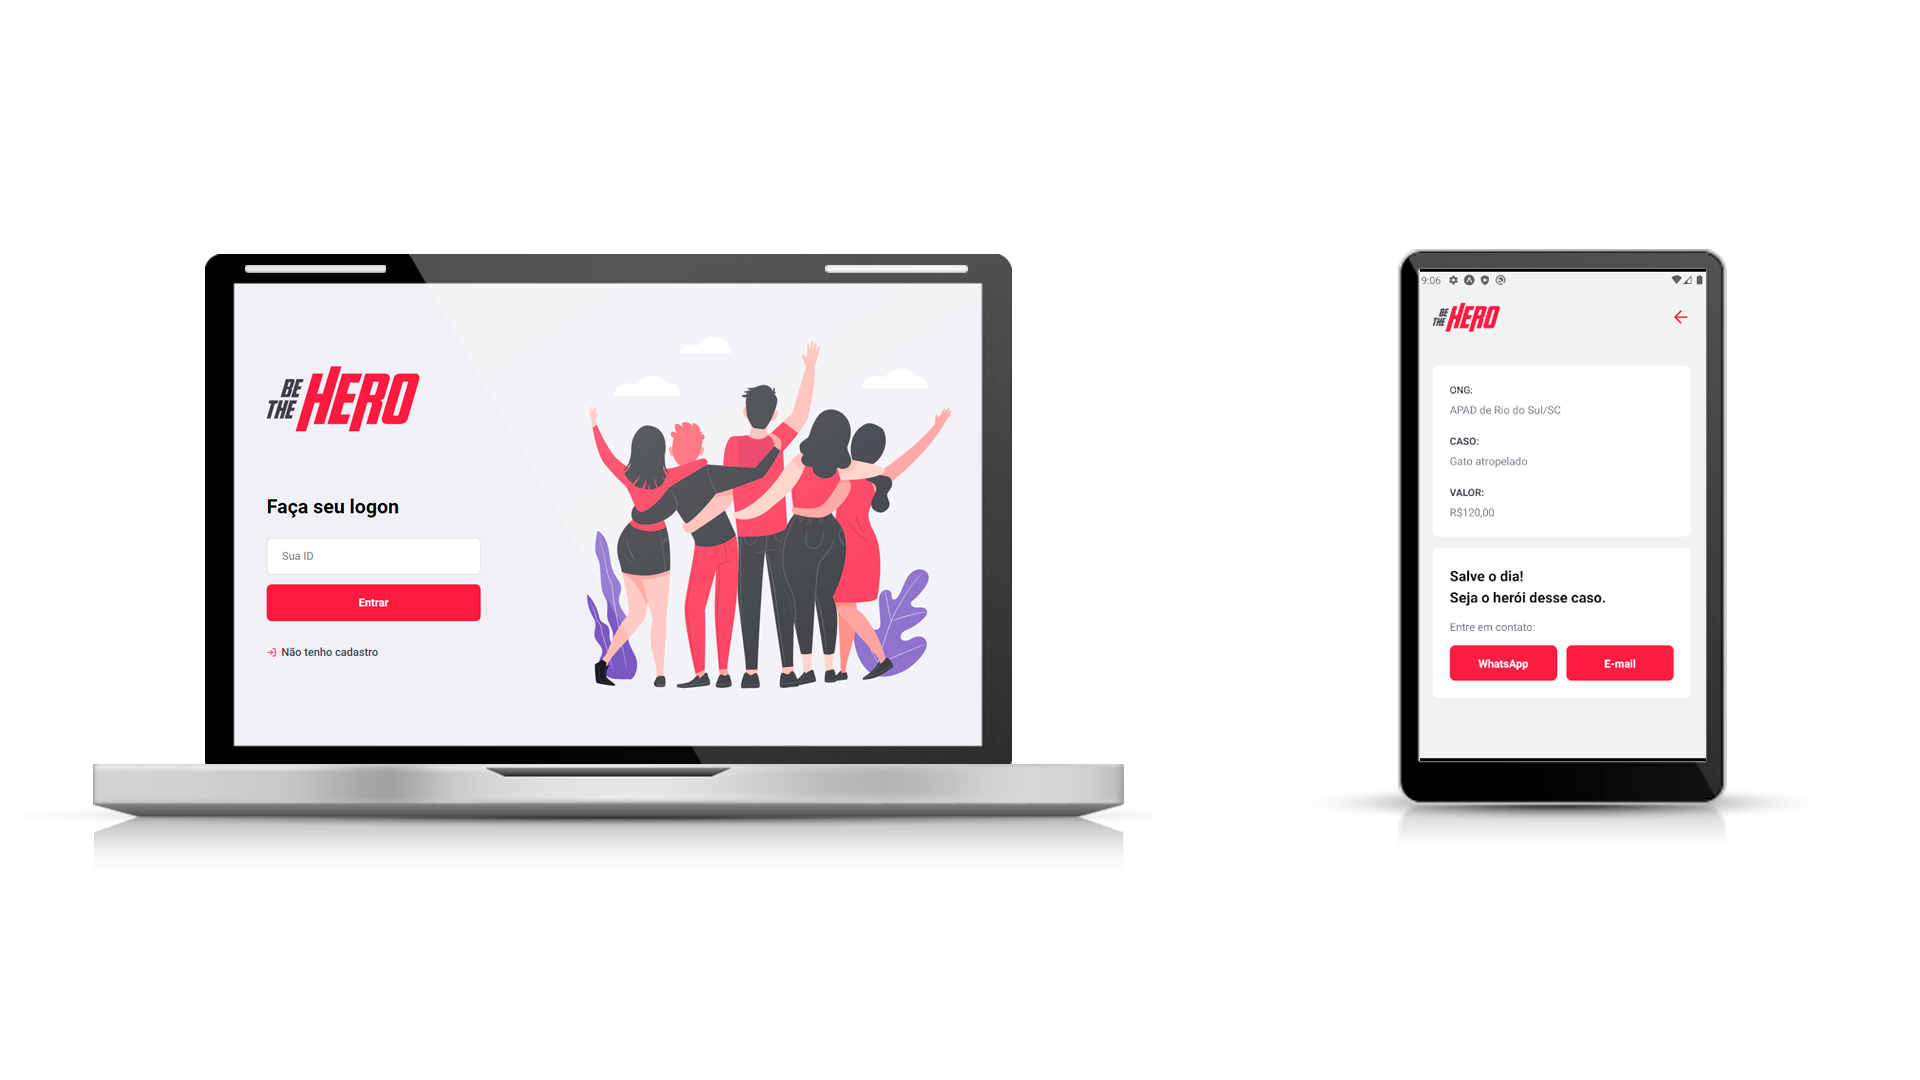 BE
THE HERO
Faça seu logon
Sua ID
Entrar
Não tenho cadastro
9:06
BE
THE HERO
ONG:
APAD de Rio do Sul/SC
CASO:
Gato atropelado
VALOR:
R$120,00
Salve o dia!
Seja o herói desse caso.
Entre em contato:
WhatsApp E-mail